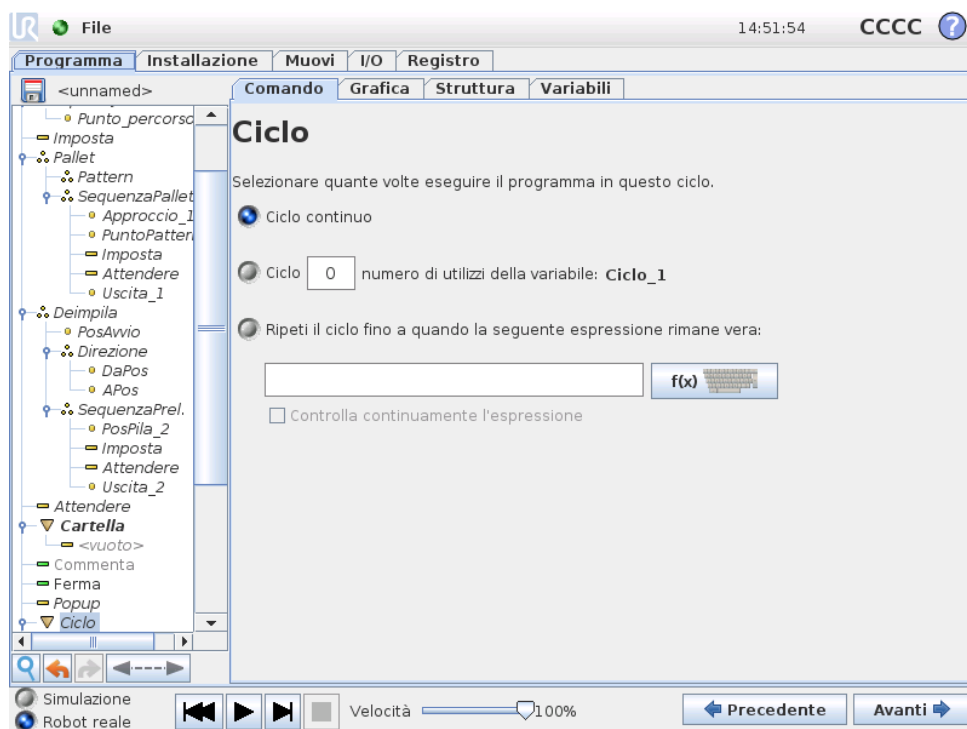 UR File 14:51:54 CCCC ?
Programma Installazione Muovi I/O Registro
<unnamed>
Comando Grafica Struttura Variabili
Punto_percorso
Imposta
Pallet
Pattern
SequenzaPallet
Approccio_1
PuntoPattern
Imposta
Attendere
Uscita_1
Deimpila
PosAvvio
Direzione
DaPos
APos
SequenzaPrel.
PosPila_2
Imposta
Attendere
Uscita_2
Attendere
Cartella
<vuoto>
Commenta
Ferma
Popup
Ciclo
Ciclo
Selezionare quante volte eseguire il programma in questo ciclo.
Ciclo continuo
Ciclo 0 numero di utilizzi della variabile: Ciclo_1
Ripeti il ciclo fino a quando la seguente espressione rimane vera:
f(x)
Controlla continuamente l'espressione
Simulazione
Robot reale
Velocità 100%
Precedente Avanti